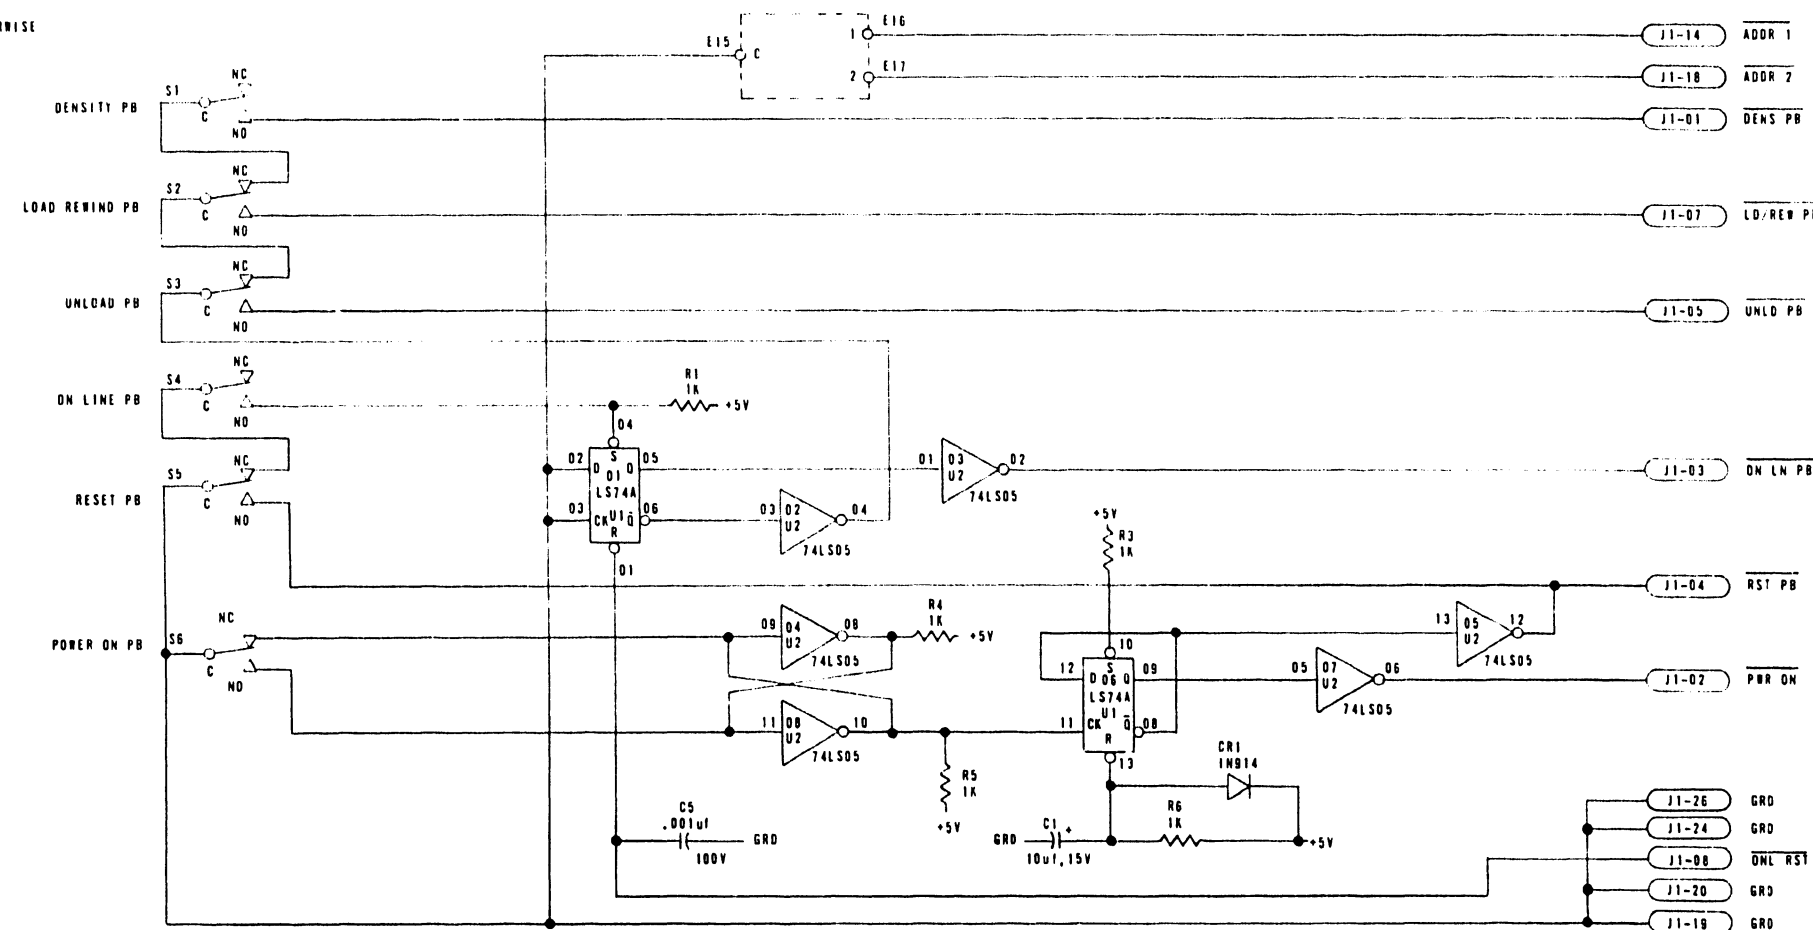 RWISE
E16
1
J1-14 ADDR 1
E15
C
E17
2
J1-18 ADDR 2
NC
S1
DENSITY PB
C
NO
J1-01 DENS PB
NC
S2
LOAD REWIND PB
C
NO
J1-07 LD/REW P
NC
S3
UNLOAD PB
C
NO
J1-05 UNLD PB
NC
S4
ON LINE PB
C
NO
R1
1K
+5V
04
NC
S5
RESET PB
C
NO
02 D S Q 05
01
LS74A
03 CK U1 Q 06
R
01
01 03 02
U2
74LS05
J1-03 ON LN PB
03 02 04
U2
74LS05
+5V
R3
1K
J1-04 RST PB
NC
S6
POWER ON PB
C
NO
09 04 08
U2
74LS05
R4
1K
+5V
10
12 D S Q 09
06
LS74A
U1
11 CK Q 08
R
13
13 05 12
U2
74LS05
05 07 06
U2
74LS05
J1-02 PWR ON
11 08 10
U2
74LS05
R5
1K
+5V
CR1
1N914
C5
.001uf
GRD
100V
GRD
C1 +
10uf,15V
R6
1K
+5V
J1-26 GRD
J1-24 GRD
J1-08 ONL RST
J1-20 GRD
J1-19 GRD